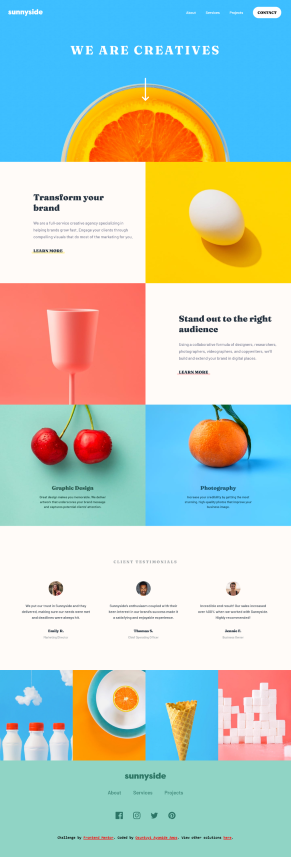 sunnyside
About Services Projects CONTACT
WE ARE CREATIVES
Transform your
brand
We are a full-service creative agency specializing in
helping brands grow fast. Engage your clients through
compelling visuals that do most of the marketing for you.
LEARN MORE
Stand out to the right
audience
Using a collaborative formula of designers, researchers,
photographers, videographers, and copywriters, we'll
build and extend your brand in digital places.
LEARN MORE
Graphic Design
Great design makes you memorable. We deliver
artwork that underscores your brand message
and captures potential clients' attention.
Photography
Increase your credibility by getting the most
stunning, high-quality photos that improve your
business image.
CLIENT TESTIMONIALS
We put our trust in Sunnyside and they
delivered, making sure our needs were met
and deadlines were always hit.
Emily R.
Marketing Director
Sunnyside's enthusiasm coupled with their
keen interest in our brand's success made it
a satisfying and enjoyable experience.
Thomas S.
Chief Operating Officer
Incredible end result! Our sales increased
over 400% when we worked with Sunnyside.
Highly recommended!
Jennie F.
Business Owner
sunnyside
About Services Projects
Challenge by Frontend Mentor. Coded by
View other solutions here.